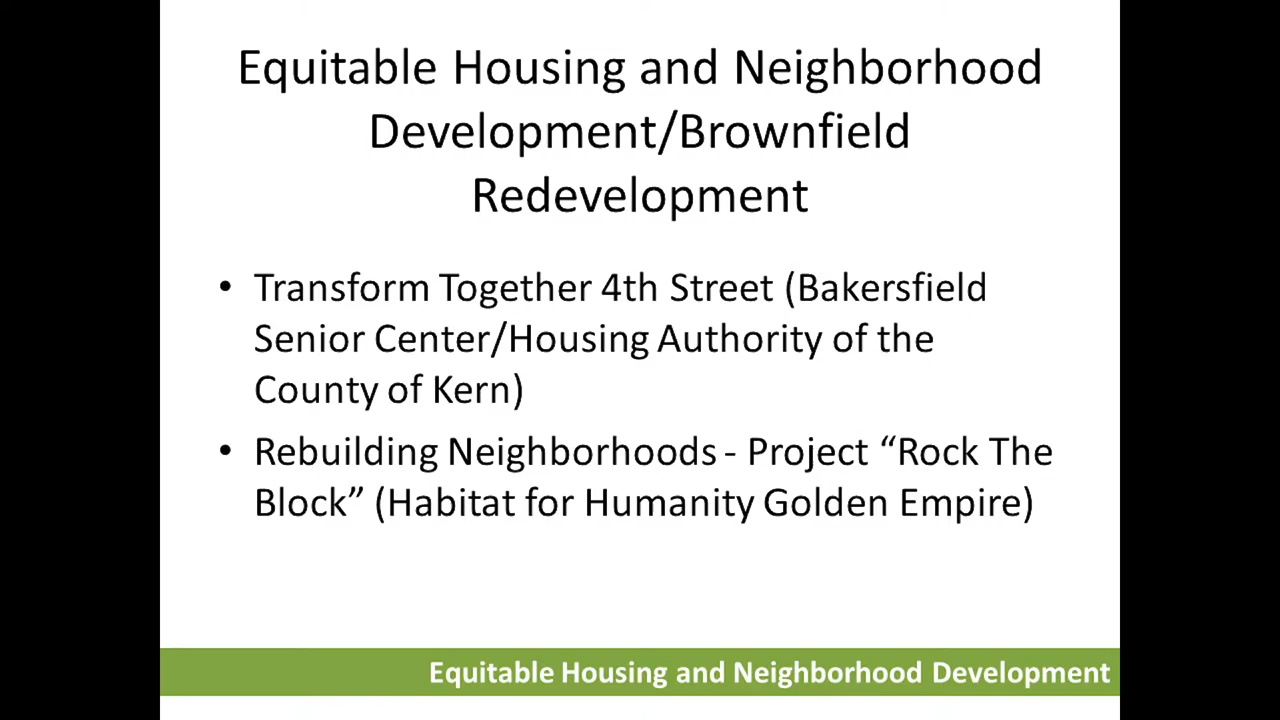 Equitable Housing and Neighborhood
Development/Brownfield
Redevelopment
• Transform Together 4th Street (Bakersfield
Senior Center/Housing Authority of the
County of Kern)
• Rebuilding Neighborhoods - Project “Rock The
Block” (Habitat for Humanity Golden Empire)
Equitable Housing and Neighborhood Development